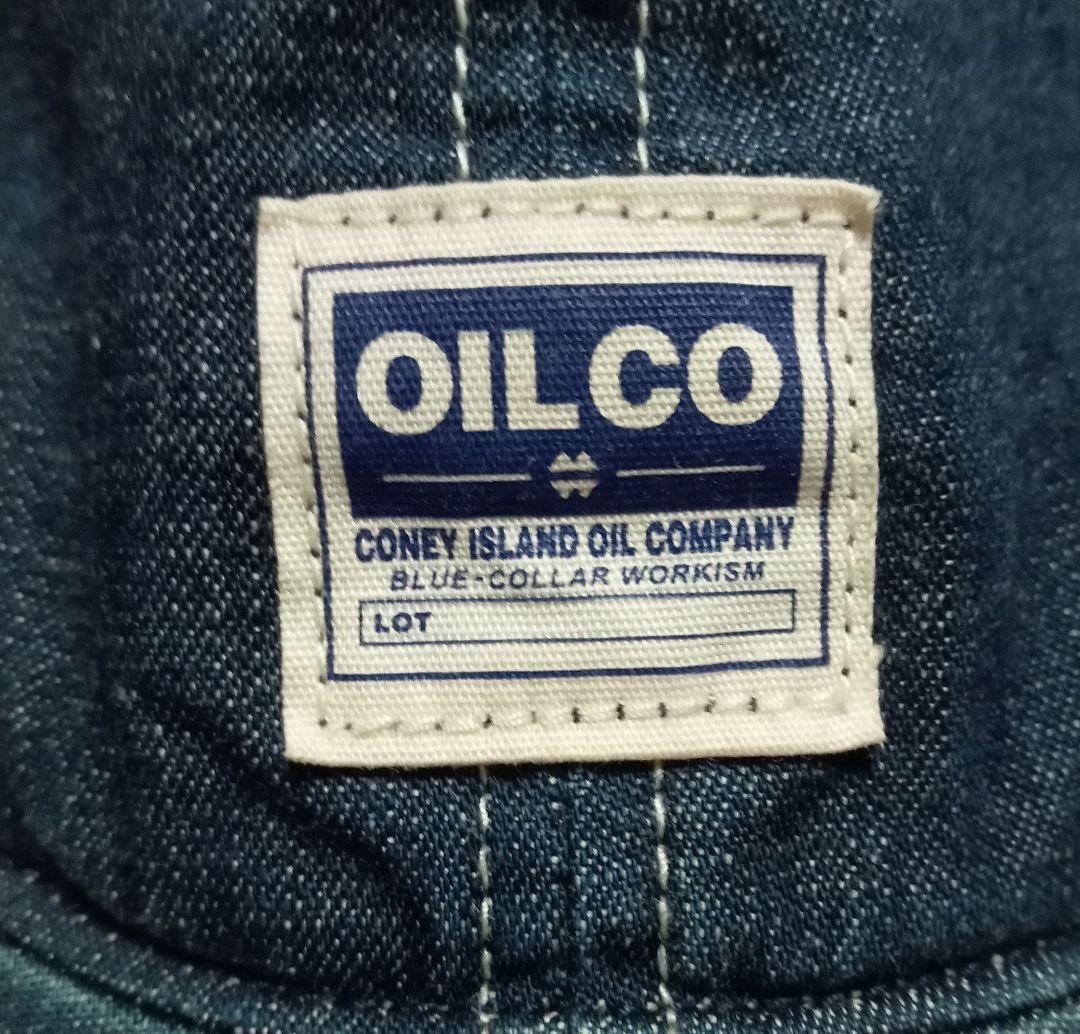 OILCO
CONEY ISLAND OIL COMPANY
BLUE-COLLAR WORKISM
LOT